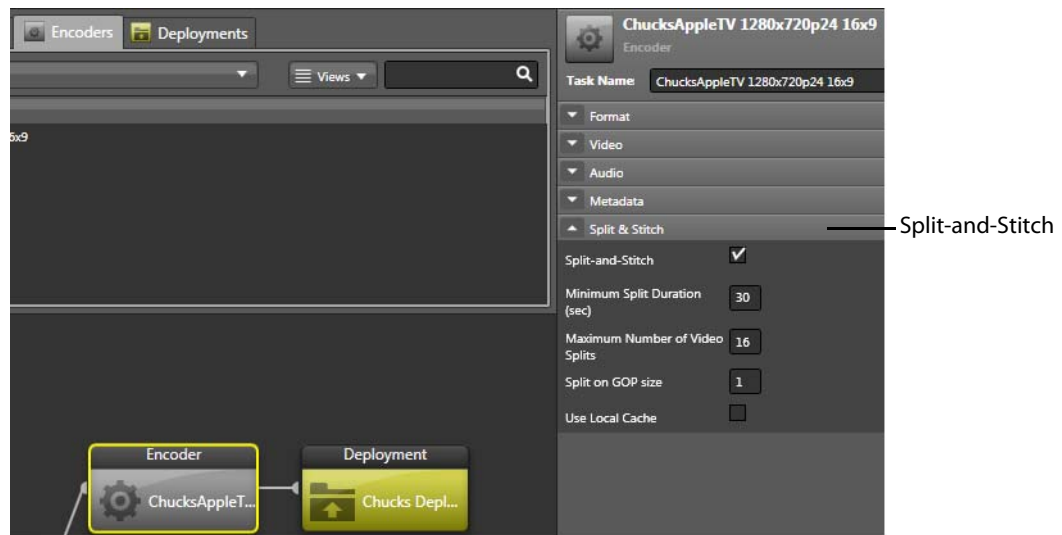 Encoders
Deployments
Views
6x9
Encoder
ChucksAppleT...
Deployment
Chucks Depl...
ChucksAppleTV 1280x720p24 16x9
Encoder
Task Name ChucksAppleTV 1280x720p24 16x9
Format
Video
Audio
Metadata
Split & Stitch
Split-and-Stitch
Minimum Split Duration 30
(sec)
Maximum Number of Video 16
Splits
Split on GOP size 1
Use Local Cache
Split-and-Stitch